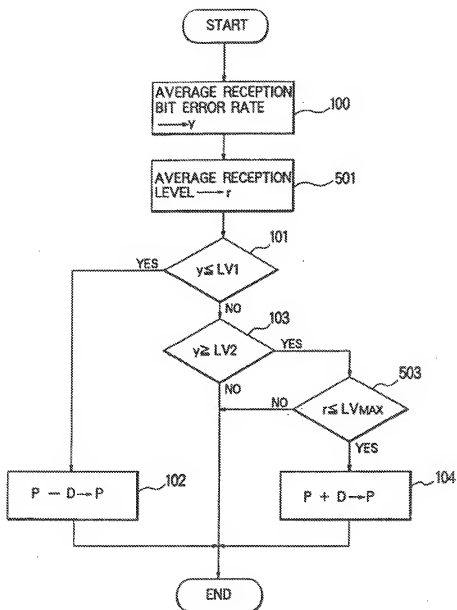 START
AVERAGE RECEPTION
BIT ERROR RATE
→y
100
AVERAGE RECEPTION
LEVEL → r
501
101
YES
y ≤ LV1
NO
103
y ≥ LV2
YES
NO
503
NO
r ≤ LVMAX
YES
P − D → P
102
P + D → P
104
END